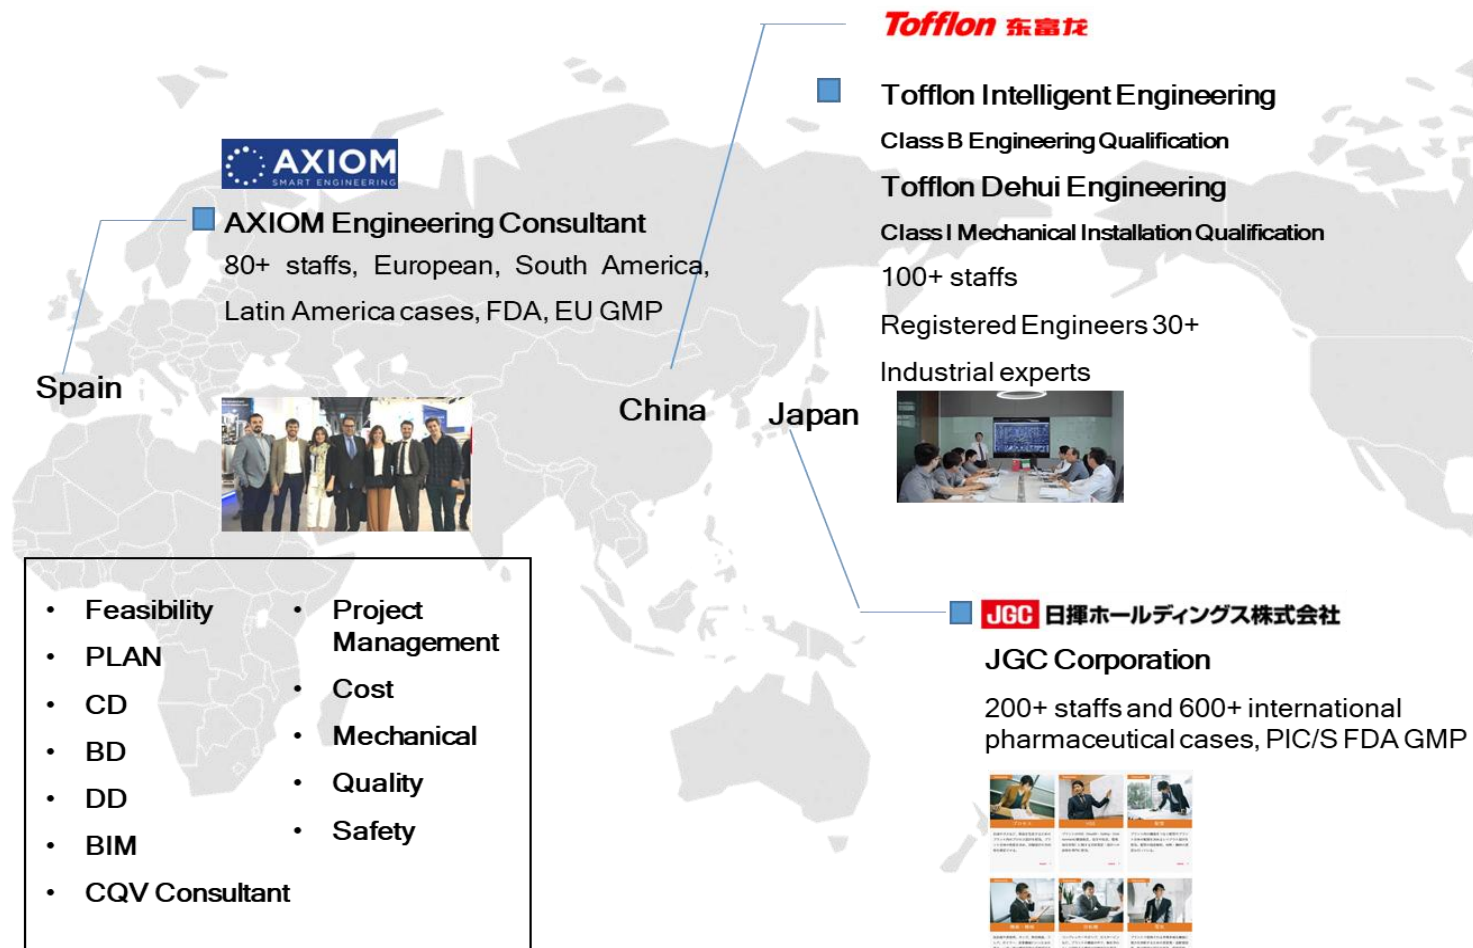 Tofflon 东富龙
Tofflon Intelligent Engineering
Class B Engineering Qualification
Tofflon Dehui Engineering
Class I Mechanical Installation Qualification
100+ staffs
Registered Engineers 30+
Industrial experts
AXIOM
SMART ENGINEERING
AXIOM Engineering Consultant
80+ staffs, European, South America,
Latin America cases, FDA, EU GMP
Spain
China
Japan
• Feasibility
• PLAN
• CD
• BD
• DD
• BIM
• CQV Consultant
• Project
Management
• Cost
• Mechanical
• Quality
• Safety
JGC 日揮ホールディングス株式会社
JGC Corporation
200+ staffs and 600+ international
pharmaceutical cases, PIC/S FDA GMP